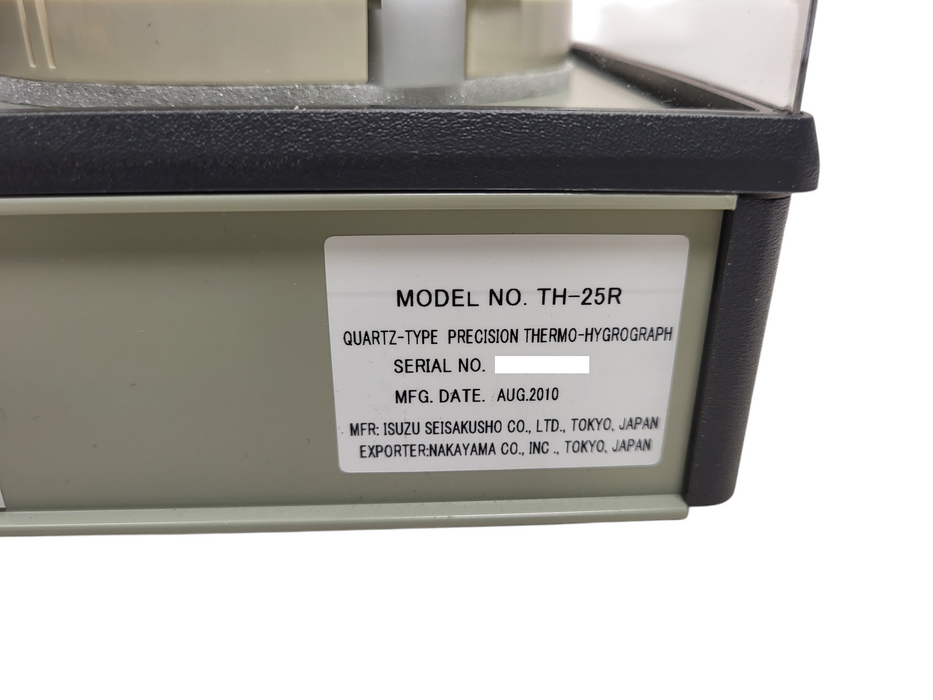 MODEL NO. TH-25R
QUARTZ-TYPE PRECISION THERMO-HYGROGRAPH
SERIAL NO.
MFG. DATE. AUG.2010
MFR: ISUZU SEISAKUSHO CO., LTD., TOKYO, JAPAN
EXPORTER:NAKAYAMA CO., INC., TOKYO, JAPAN